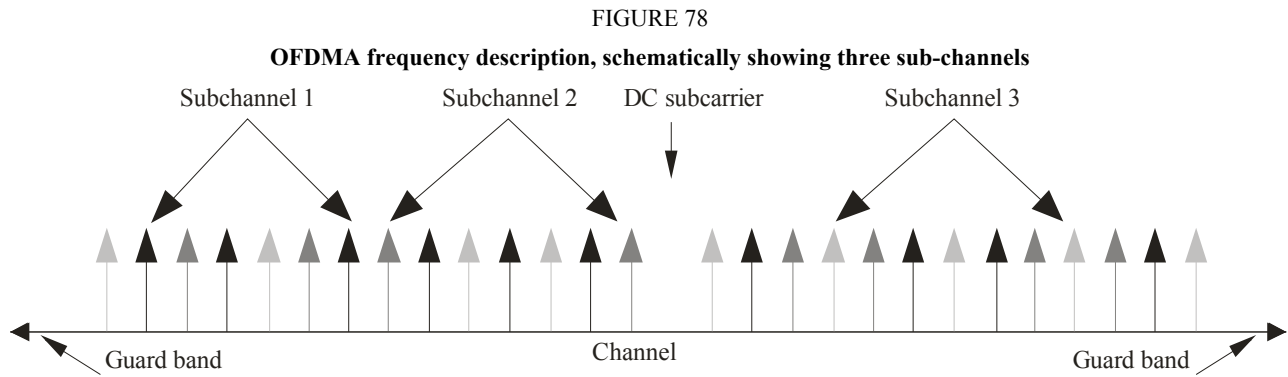 FIGURE 78
OFDMA frequency description, schematically showing three sub-channels
Subchannel 1
Subchannel 2
DC subcarrier
Subchannel 3
Guard band
Channel
Guard band